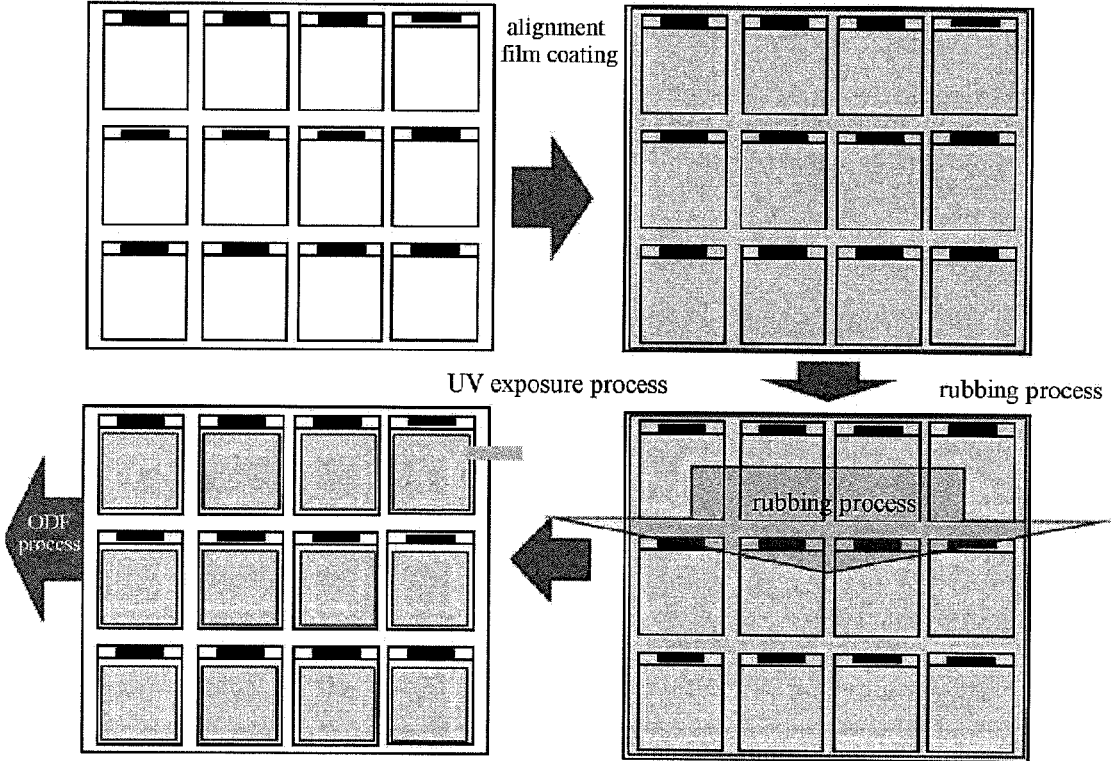 alignment
film coating
UV exposure process
rubbing process
rubbing process
ODF
process